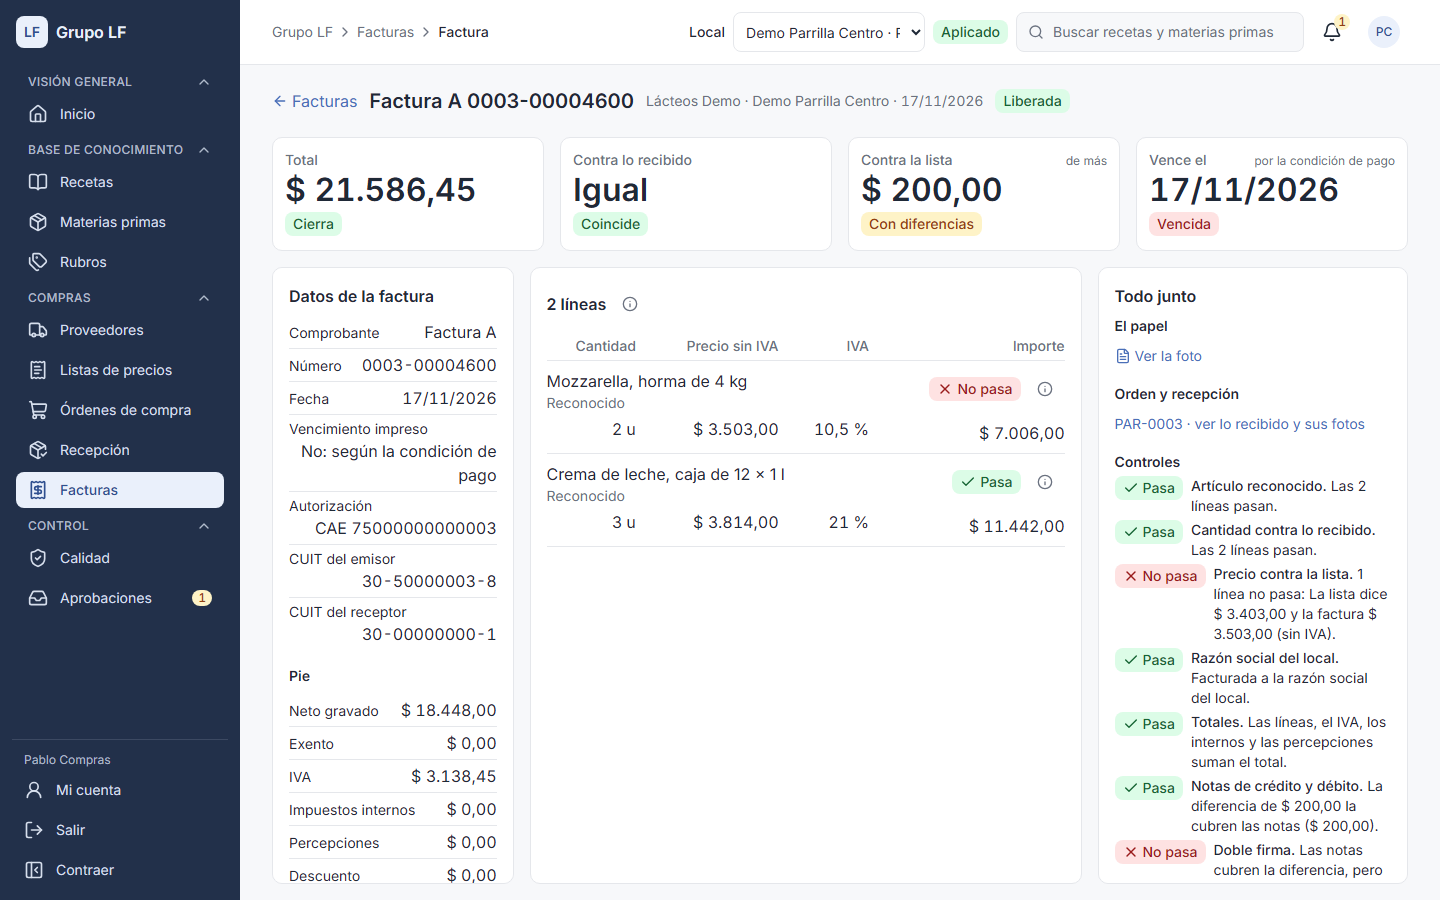 LF Grupo LF
VISIÓN GENERAL
Inicio
BASE DE CONOCIMIENTO
Recetas
Materias primas
Rubros
COMPRAS
Proveedores
Listas de precios
Órdenes de compra
Recepción
Facturas
CONTROL
Calidad
Aprobaciones 1
Pablo Compras
Mi cuenta
Salir
Contraer
Grupo LF > Facturas > Factura
Local Demo Parrilla Centro · Aplicado Buscar recetas y materias primas 1 PC
← Facturas Factura A 0003-00004600 Lácteos Demo · Demo Parrilla Centro · 17/11/2026 Liberada
Total
$ 21.586,45
Cierra
Contra lo recibido
Igual
Coincide
Contra la lista de más
$ 200,00
Con diferencias
Vence el por la condición de pago
17/11/2026
Vencida
Datos de la factura
Comprobante Factura A
Número 0003-00004600
Fecha 17/11/2026
Vencimiento impreso
No: según la condición de
pago
Autorización
CAE 75000000000003
CUIT del emisor
30-50000003-8
CUIT del receptor
30-00000000-1
Pie
Neto gravado $ 18.448,00
Exento $ 0,00
IVA $ 3.138,45
Impuestos internos $ 0,00
Percepciones $ 0,00
Descuento $ 0,00
2 líneas
Cantidad Precio sin IVA IVA Importe
Mozzarella, horma de 4 kg No pasa
Reconocido
2 u $ 3.503,00 10,5 % $ 7.006,00
Crema de leche, caja de 12 × 1 l Pasa
Reconocido
3 u $ 3.814,00 21 % $ 11.442,00
Todo junto
El papel
Ver la foto
Orden y recepción
PAR-0003 · ver lo recibido y sus fotos
Controles
Pasa Artículo reconocido. Las 2
líneas pasan.
Pasa Cantidad contra lo recibido.
Las 2 líneas pasan.
No pasa Precio contra la lista. 1
línea no pasa: La lista dice
$ 3.403,00 y la factura $
3.503,00 (sin IVA).
Pasa Razón social del local.
Facturada a la razón social
del local.
Pasa Totales. Las líneas, el IVA, los
internos y las percepciones
suman el total.
Pasa Notas de crédito y débito. La
diferencia de $ 200,00 la
cubren las notas ($ 200,00).
No pasa Doble firma. Las notas
cubren la diferencia, pero